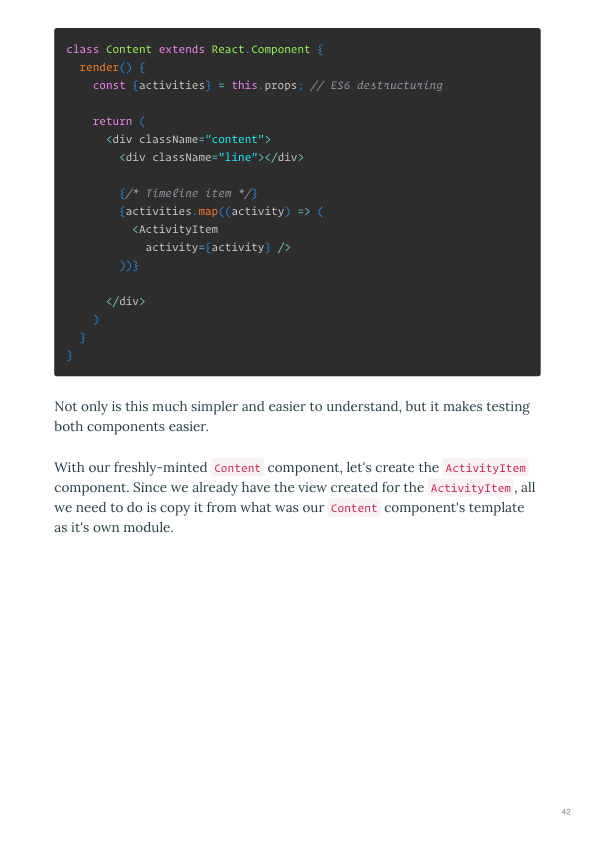 class Content extends React.Component {
  render() {
    const {activities} = this.props; // ES6 destructuring

    return (
      <div className="content">
        <div className="line"></div>

        {/* Timeline item */}
        {activities.map((activity) => (
          <ActivityItem
            activity={activity} />
        ))}

      </div>
    )
  }
}
Not only is this much simpler and easier to understand, but it makes testing
both components easier.
With our freshly-minted Content component, let's create the ActivityItem
component. Since we already have the view created for the ActivityItem, all
we need to do is copy it from what was our Content component's template
as it's own module.
42